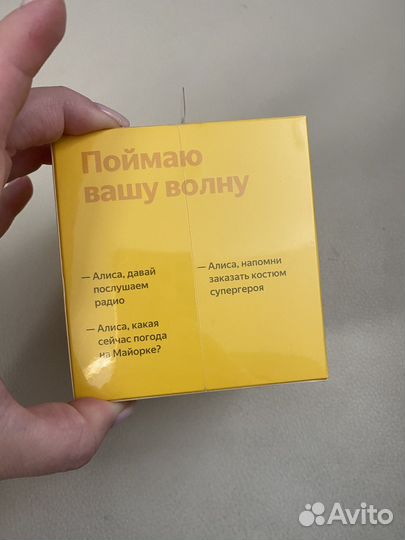 Поймаю
вашу волну
— Алиса, давай
послушаем
радио
— Алиса, какая
сейчас погода
на Майорке?
— Алиса, напомни
заказать костюм
супергероя
Avito